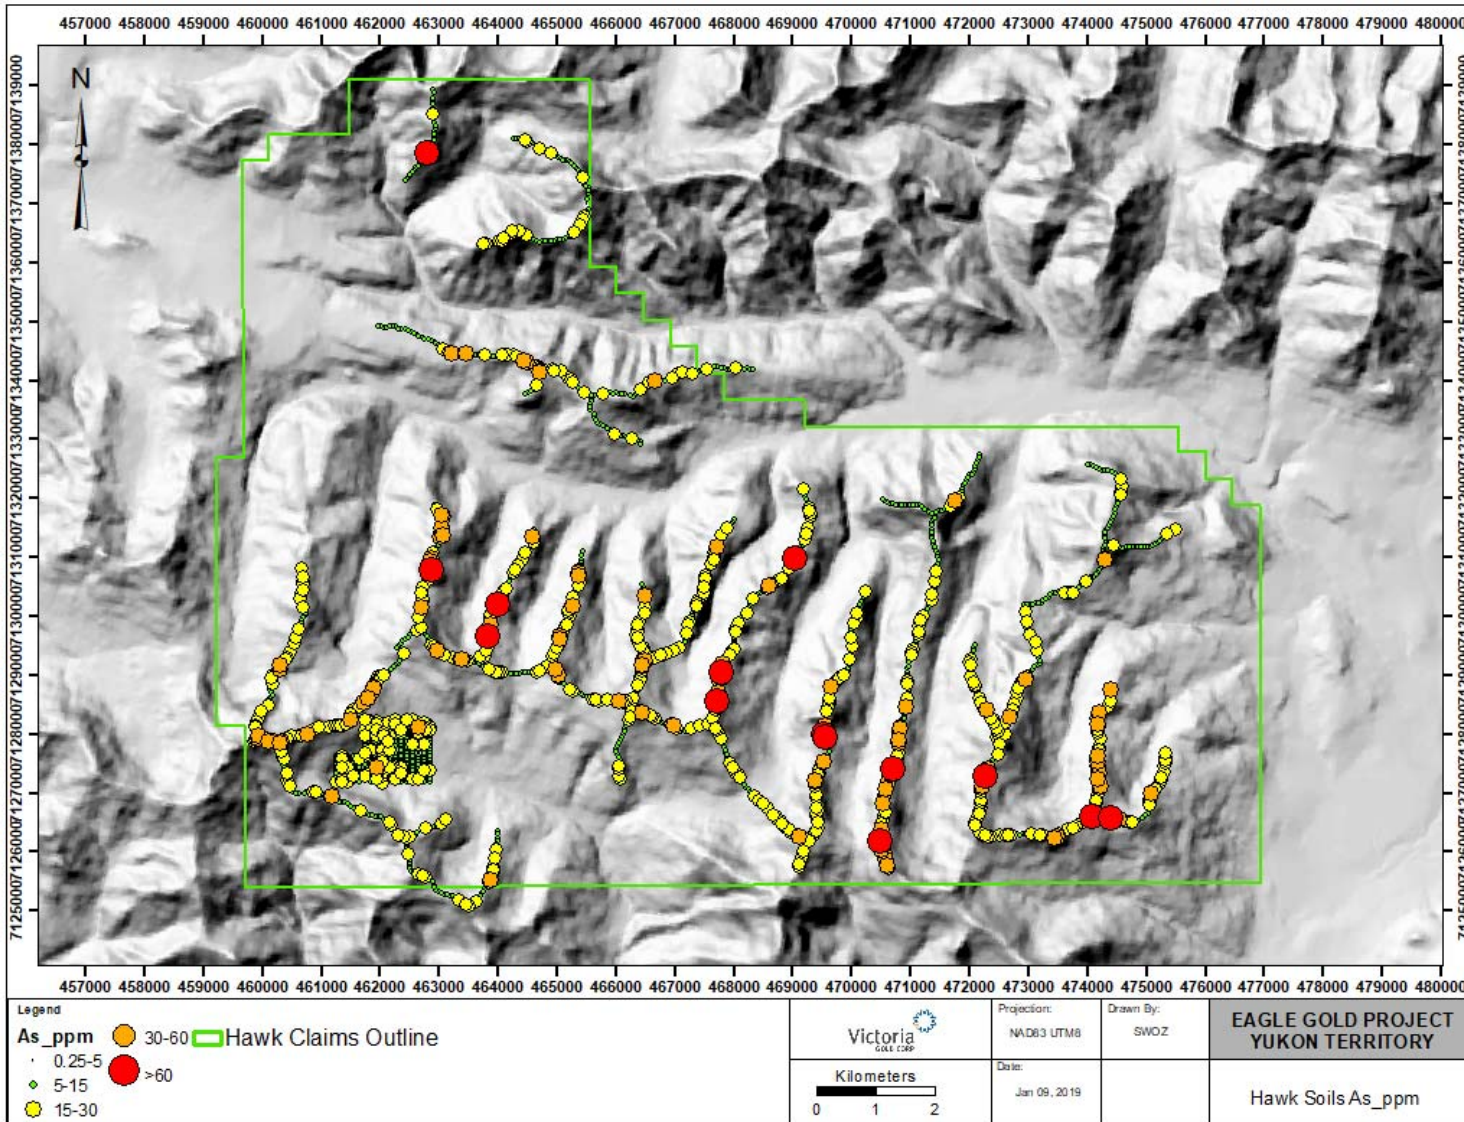 457000 458000 459000 460000 461000 462000 463000 464000 465000 466000 467000 468000 469000 470000 471000 472000 473000 474000 475000 476000 477000 478000 479000 480000
N
7139000
7138000
7137000
7136000
7135000
7134000
7133000
7132000
7131000
7130000
7129000
7128000
7127000
7126000
7125000
457000 458000 459000 460000 461000 462000 463000 464000 465000 466000 467000 468000 469000 470000 471000 472000 473000 474000 475000 476000 477000 478000 479000 480000
Legend
As_ppm
0.25-5
5-15
15-30
30-60
>60
Hawk Claims Outline
Victoria
GOLD CORP
Kilometers
0 1 2
Projection:
NAD83 UTM8
Date:
Jan 09, 2019
Drawn By:
SWOZ
EAGLE GOLD PROJECT
YUKON TERRITORY
Hawk Soils As_ppm